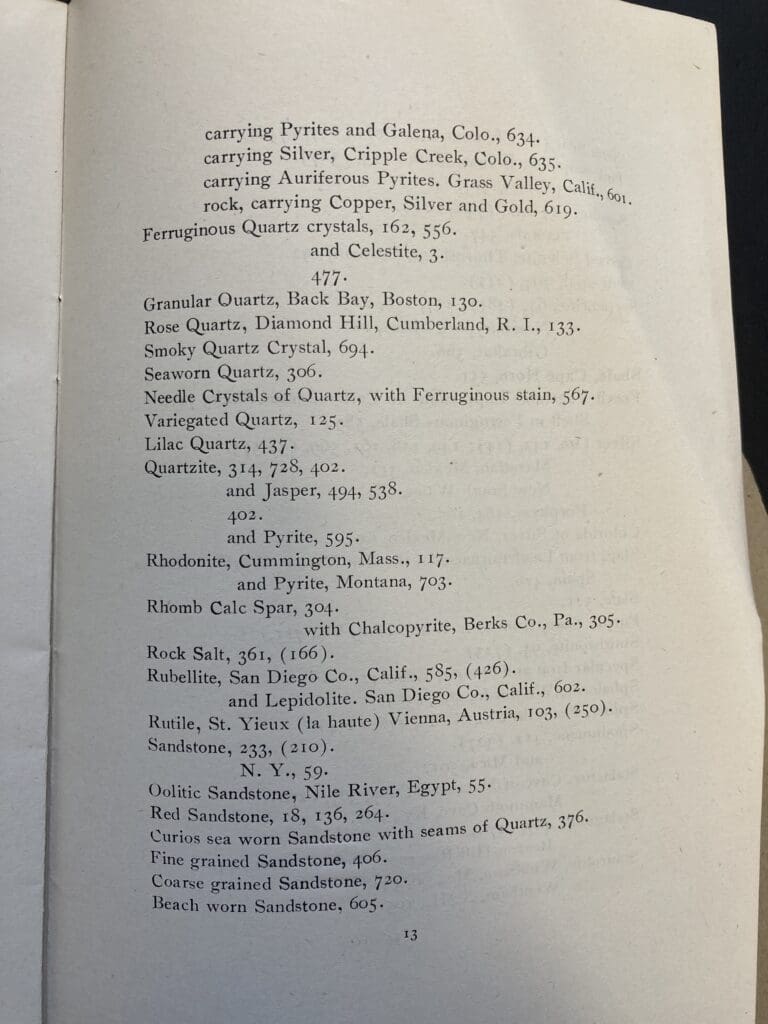 carrying Pyrites and Galena, Colo., 634.
carrying Silver, Cripple Creek, Colo., 635.
carrying Auriferous Pyrites. Grass Valley, Calif., 601.
rock, carrying Copper, Silver and Gold, 619.
Ferruginous Quartz crystals, 162, 556.
and Celestite, 3.
477.
Granular Quartz, Back Bay, Boston, 130.
Rose Quartz, Diamond Hill, Cumberland, R. I., 133.
Smoky Quartz Crystal, 694.
Seaworn Quartz, 306.
Needle Crystals of Quartz, with Ferruginous stain, 567.
Variegated Quartz, 125.
Lilac Quartz, 437.
Quartzite, 314, 728, 402.
and Jasper, 494, 538.
402.
and Pyrite, 595.
Rhodonite, Cummington, Mass., 117.
and Pyrite, Montana, 703.
Rhomb Calc Spar, 304.
with Chalcopyrite, Berks Co., Pa., 305.
Rock Salt, 361, (166).
Rubellite, San Diego Co., Calif., 585, (426).
and Lepidolite. San Diego Co., Calif., 602.
Rutile, St. Yieux (la haute) Vienna, Austria, 103, (250).
Sandstone, 233, (210).
N. Y., 59.
Oolitic Sandstone, Nile River, Egypt, 55.
Red Sandstone, 18, 136, 264.
Curios sea worn Sandstone with seams of Quartz, 376.
Fine grained Sandstone, 406.
Coarse grained Sandstone, 720.
Beach worn Sandstone, 605.
13